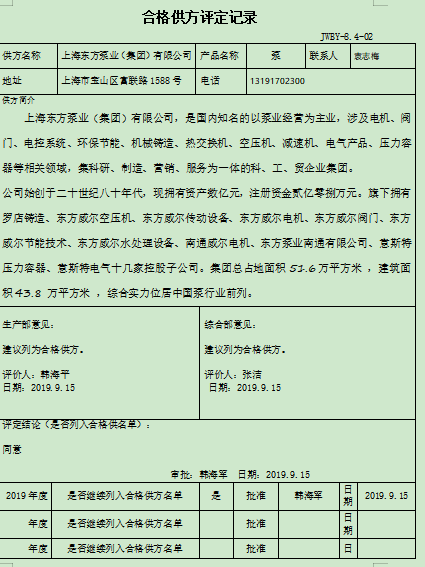 合格供方评定记录
JWBY-8.4-02
供方名称 上海东方泵业（集团）有限公司 产品名称 泵 联系人 袁志梅
地址 上海市宝山区富联路1588号 电话 13191702300
供方简介
上海东方泵业（集团）有限公司，是国内知名的以泵业经营为主业，涉及电机、阀
门、电控系统、环保节能、机械铸造、热交换机、空压机、减速机、电气产品、压力容
器等相关领域，集科研、制造、营销、服务为一体的科、工、贸企业集团。
公司始创于二十世纪八十年代，现拥有资产数亿元，注册资金贰亿零捌万元。旗下拥有
罗店铸造、东方威尔空压机、东方威尔传动设备、东方威尔电机、东方威尔阀门、东方
威尔节能技术、东方威尔水处理设备、南通威尔电机、东方泵业南通有限公司、意斯特
压力容器、意斯特电气十几家控股子公司。集团总占地面积 51.6 万平方米 ，建筑面
积 43.8 万平方米 ，综合实力位居中国泵行业前列。
生产部意见： 综合部意见：
建议列为合格供方。 建议列为合格供方。
评价人：韩海平 评价人：张洁
日期：2019.9.15 日期：2019.9.15
评定结论（是否列入合格供名单）：
同意
审批：韩海军 日期：2019.9.15
2019 年度 是否继续列入合格供方名单 是 批准 韩海军 日期 2019.9.15
年度 是否继续列入合格供方名单 批准 日期
年度 是否继续列入合格供方名单 批准 日